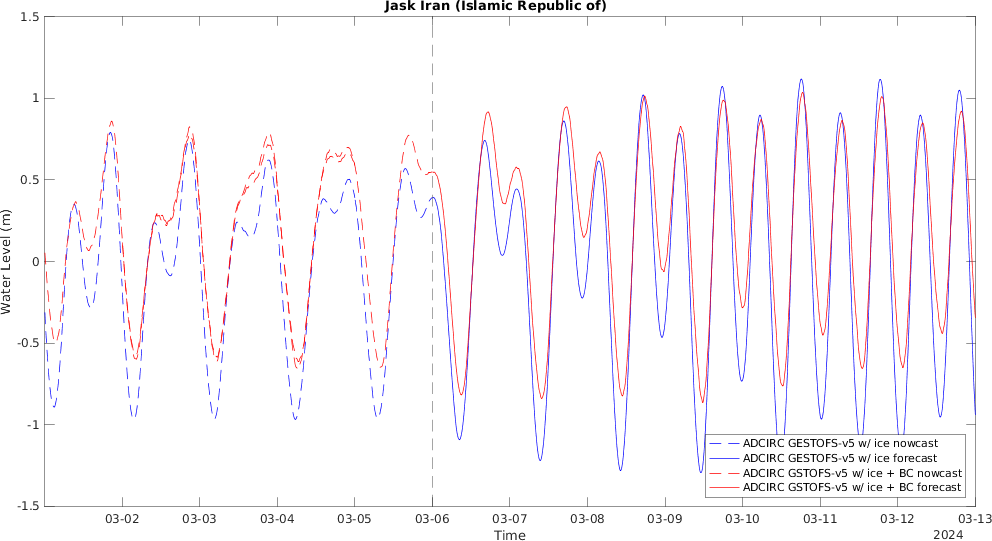 Jask Iran (Islamic Republic of)
1.5
1
0.5
0
-0.5
-1
-1.5
Water Level (m)
ADCIRC GESTOFS-v5 w/ ice nowcast
ADCIRC GESTOFS-v5 w/ ice forecast
ADCIRC GSTOFS-v5 w/ ice + BC nowcast
ADCIRC GSTOFS-v5 w/ ice + BC forecast
03-02 03-03 03-04 03-05 03-06 03-07 03-08 03-09 03-10 03-11 03-12 03-13
Time
2024